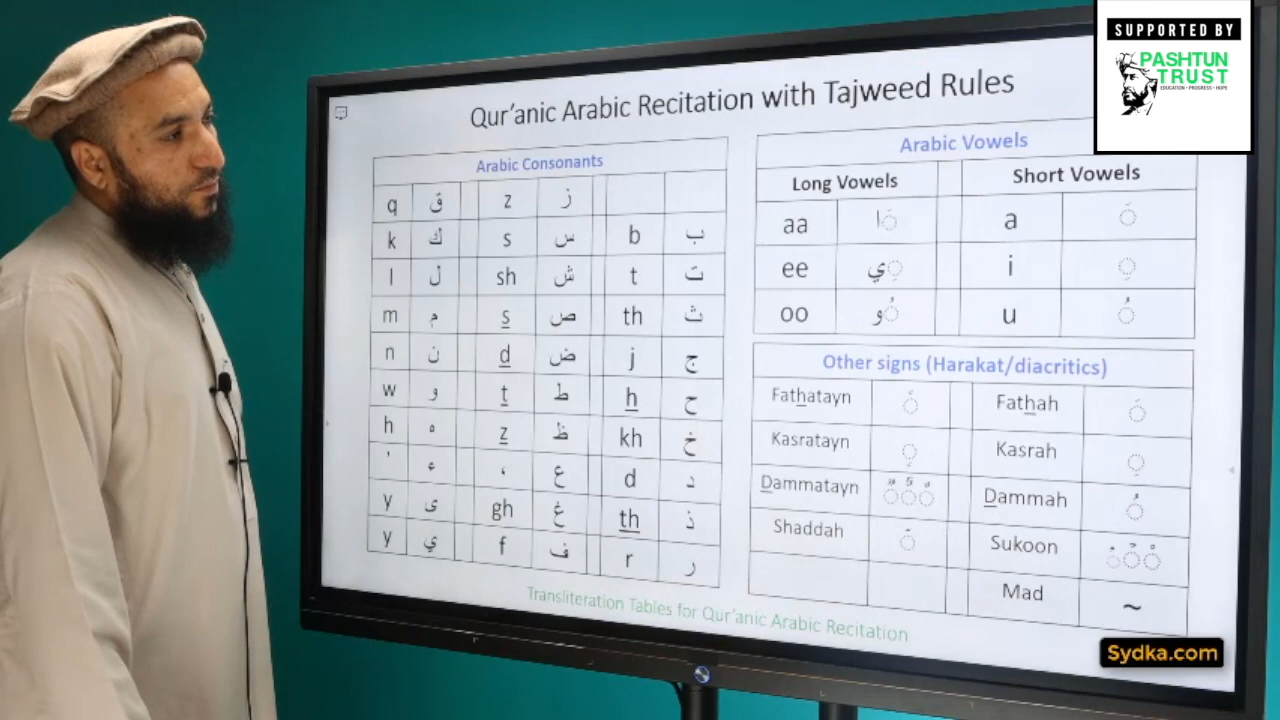 SUPPORTED BY
PASHTUN
TRUST
EDUCATION • PROGRESS • HOPE
Qur'anic Arabic Recitation with Tajweed Rules
Arabic Consonants
q ق z ز
k ك s س b ب
l ل sh ش t ت
m م s ص th ث
n ن d ض j ج
w و t ط h ح
h ه z ظ kh خ
' ء ‘ ع d د
y ى gh غ th ذ
y ي f ف r ر
Arabic Vowels
Long Vowels Short Vowels
aa ◌َا a ◌َ
ee ◌ِي i ◌ِ
oo ◌ُو u ◌ُ
Other signs (Harakat/diacritics)
Fathatayn Fathah ◌َ
Kasratayn Kasrah ◌ِ
Dammatayn Dammah ◌ُ
Shaddah Sukoon
Mad ~
Transliteration Tables for Qur'anic Arabic Recitation
Sydka.com